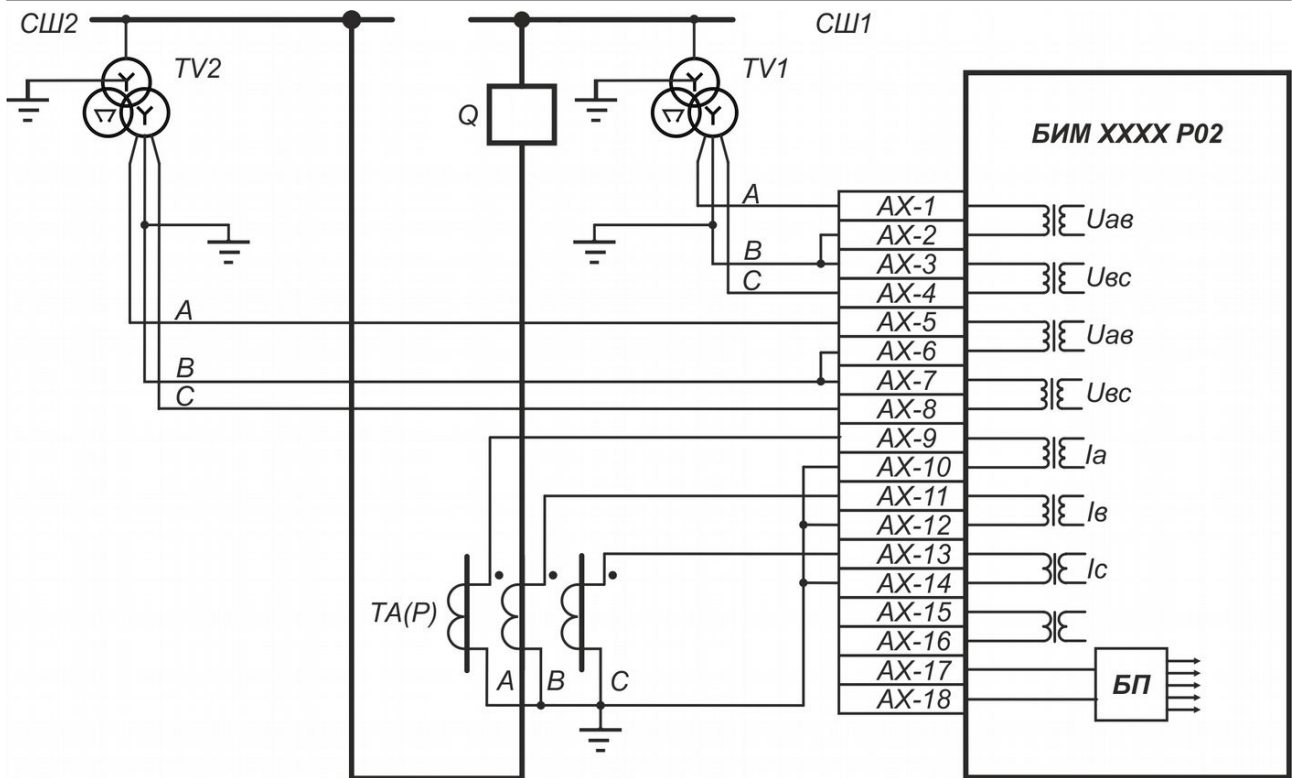 СШ2
СШ1
TV2
TV1
Q
БИМ XXXX P02
A
AX-1
Uав
AX-2
B
AX-3
Uвс
C
AX-4
A
AX-5
Uав
AX-6
B
AX-7
Uвс
C
AX-8
AX-9
Iа
AX-10
AX-11
Iв
AX-12
AX-13
Iс
AX-14
TA(P)
AX-15
AX-16
A B C
AX-17
БП
AX-18